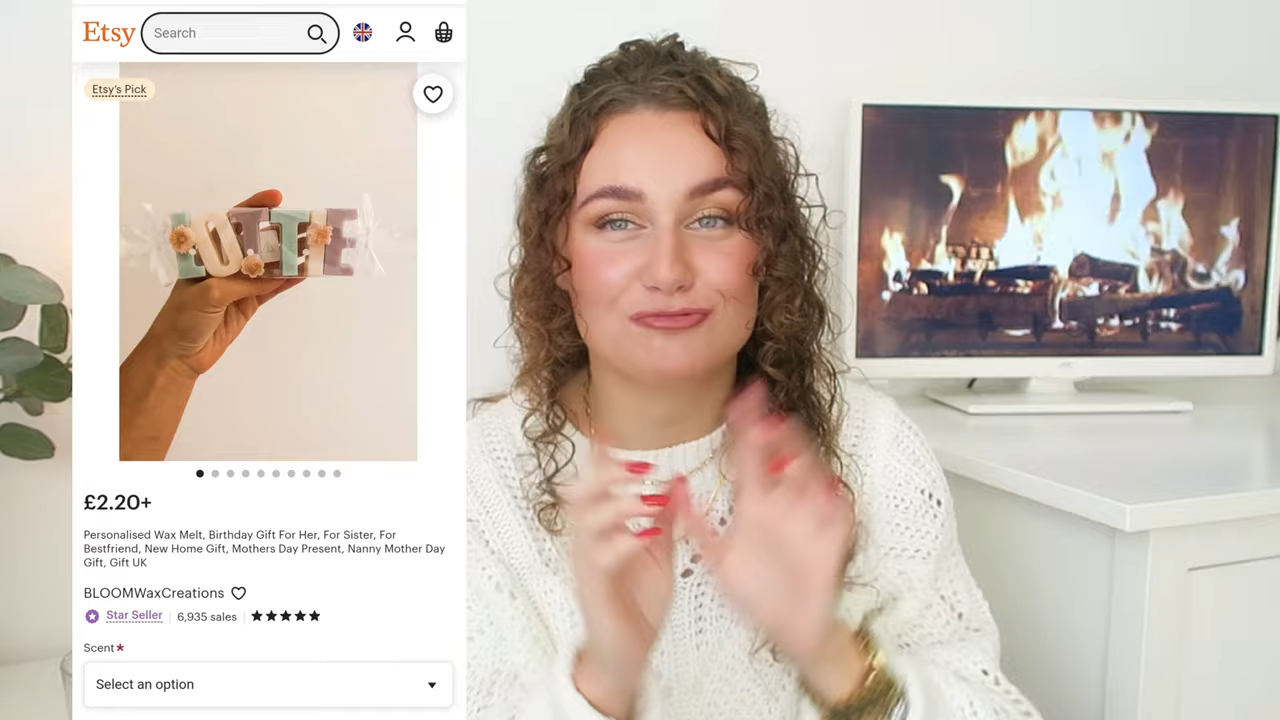 Etsy
Search
Etsy's Pick
£2.20+
Personalised Wax Melt, Birthday Gift For Her, For Sister, For
Bestfriend, New Home Gift, Mothers Day Present, Nanny Mother Day
Gift, Gift UK
BLOOMWaxCreations
Star Seller
6,935 sales
Scent*
Select an option